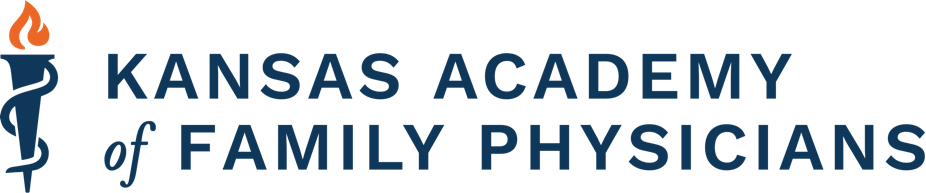 KANSAS ACADEMY
of FAMILY PHYSICIANS